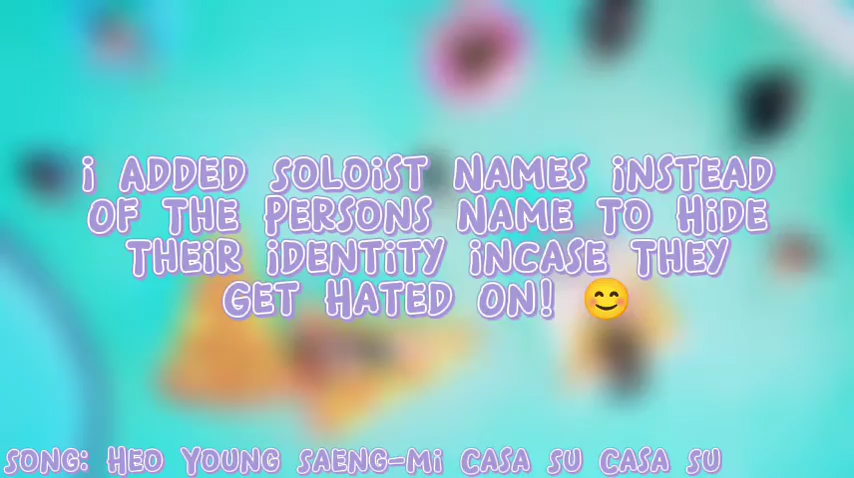 i ADDED SOLOiST NAMES iNSTEAD
OF THE PERSONS NAME TO HiDE
THEiR iDENTiTY iNCASE THEY
GET HATED ON! 😊
SONG: HEO YOUNG SAENG-Mi CASA SU CASA SU